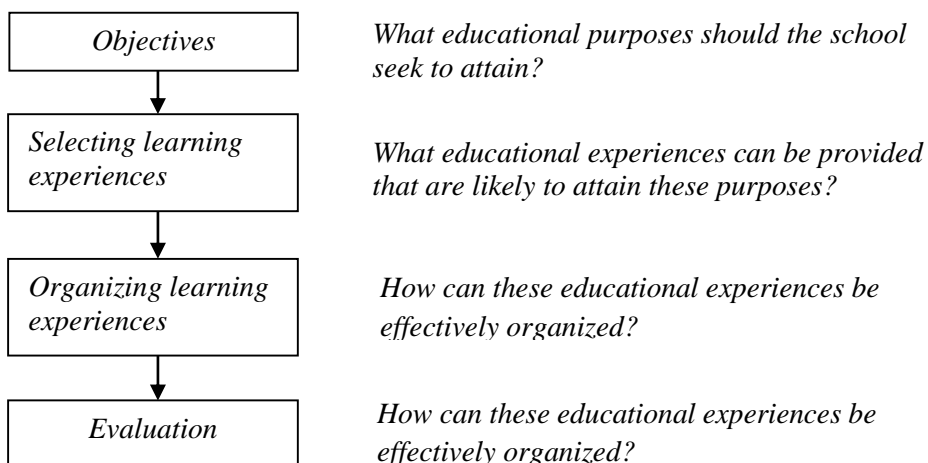 Objectives
What educational purposes should the school
seek to attain?
Selecting learning
experiences
What educational experiences can be provided
that are likely to attain these purposes?
Organizing learning
experiences
How can these educational experiences be
effectively organized?
Evaluation
How can these educational experiences be
effectively organized?